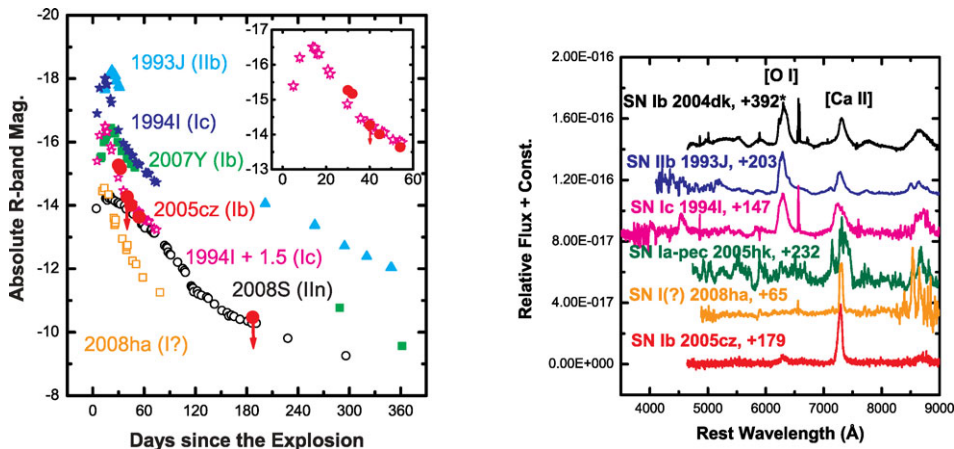 Absolute R-band Mag.
-20
-18
-16
-14
-12
-10
-8
0 60 120 180 240 300 360
Days since the Explosion
1993J (IIb)
1994I (Ic)
2007Y (Ib)
2005cz (Ib)
1994I + 1.5 (Ic)
2008S (IIn)
2008ha (I?)
-17
-16
-15
-14
-13
0 20 40 60
Relative Flux + Const.
2.00E-016
1.60E-016
1.20E-016
8.00E-017
4.00E-017
0.00E+000
4000 5000 6000 7000 8000 9000
Rest Wavelength (Å)
[O I]
[Ca II]
SN Ib 2004dk, +392*
SN IIb 1993J, +203
SN Ic 1994I, +147
SN Ia-pec 2005hk, +232
SN I(?) 2008ha, +65
SN Ib 2005cz, +179